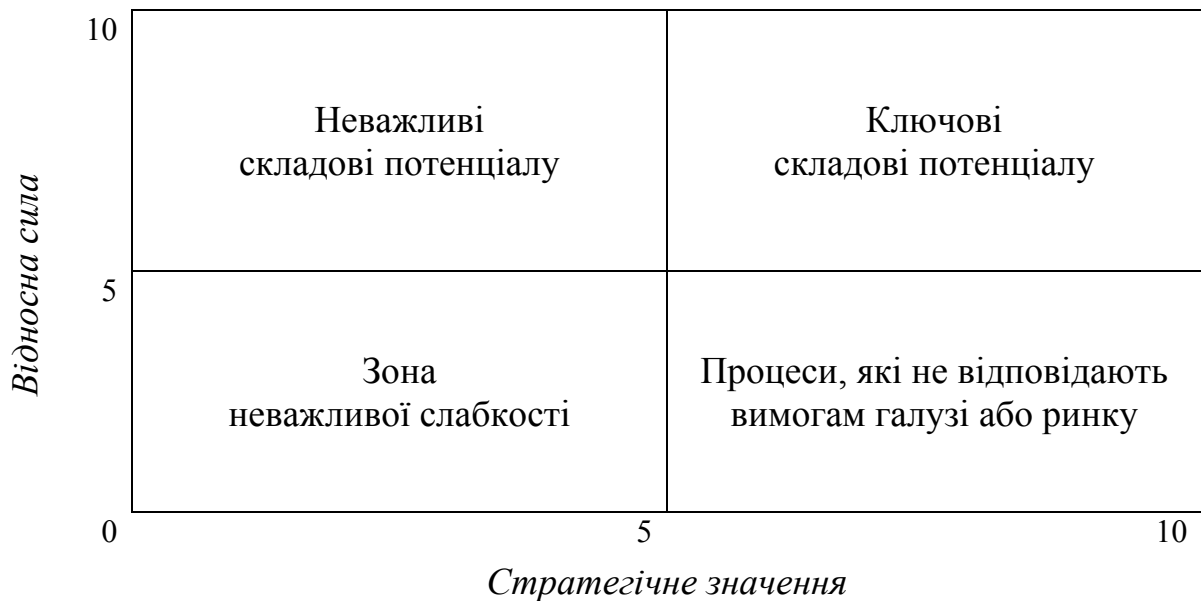 10
Неважливі
складові потенціалу
Ключові
складові потенціалу
Відносна сила
5
Зона
неважливої слабкості
Процеси, які не відповідають
вимогам галузі або ринку
0
5
10
Стратегічне значення